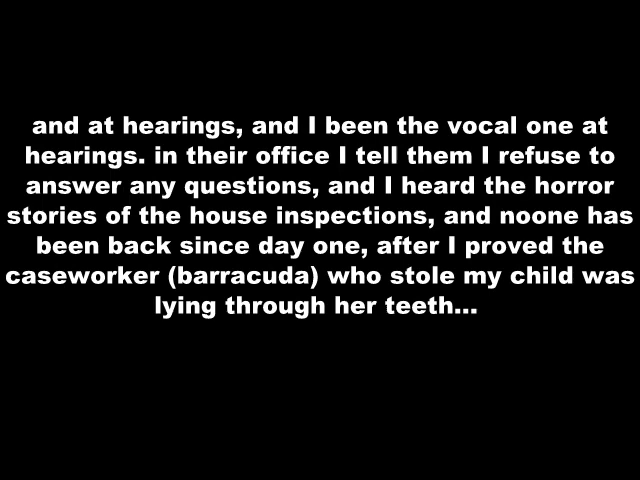 and at hearings, and I been the vocal one at
hearings. in their office I tell them I refuse to
answer any questions, and I heard the horror
stories of the house inspections, and noone has
been back since day one, after I proved the
caseworker (barracuda) who stole my child was
lying through her teeth...